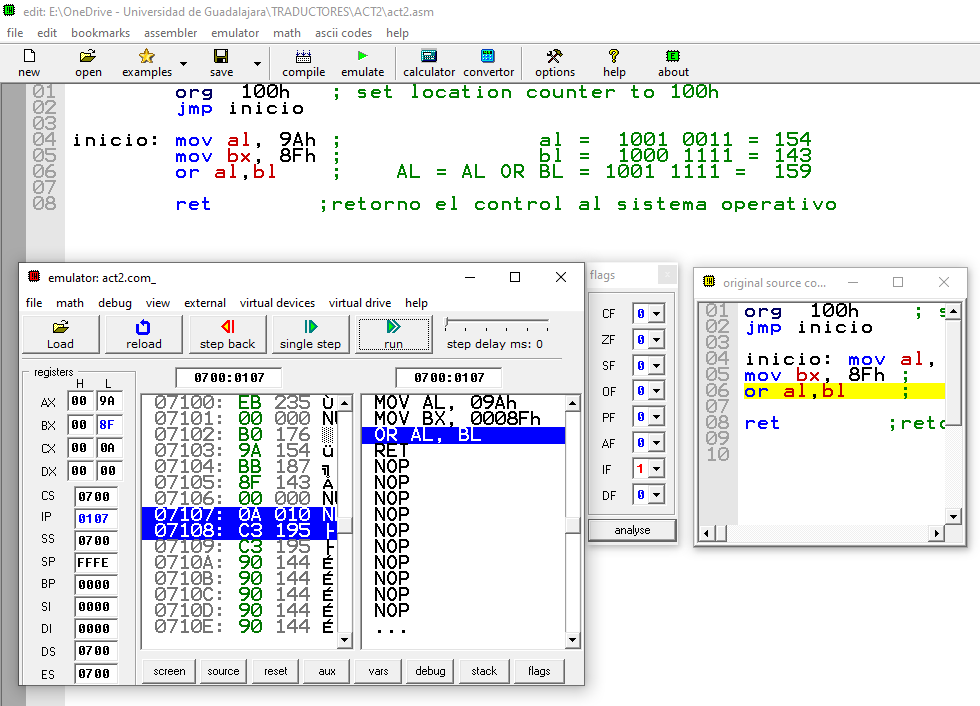 edit: E:\OneDrive - Universidad de Guadalajara\TRADUCTORES\ACT2\act2.asm
file edit bookmarks assembler emulator math ascii codes help
new open examples save compile emulate calculator convertor options help about
01 org 100h ; set location counter to 100h
02 jmp inicio
03
04 inicio: mov al, 9Ah ; al = 1001 0011 = 154
05 mov bx, 8Fh ; bl = 1000 1111 = 143
06 or al,bl ; AL = AL OR BL = 1001 1111 = 159
07
08 ret ;retorno el control al sistema operativo
emulator: act2.com_
file math debug view external virtual devices virtual drive help
Load reload step back single step run step delay ms: 0
registers
H L
AX 00 9A
BX 00 8F
CX 00 0A
DX 00 00
CS 0700
IP 0107
SS 0700
SP FFFE
BP 0000
SI 0000
DI 0000
DS 0700
ES 0700
0700:0107
07100: EB 235 ù
07101: 00 000 NU
07102: B0 176 ░
07103: 9A 154 ü
07104: BB 187 ╗
07105: 8F 143 Å
07106: 00 000 NU
07107: 0A 010 N
07108: C3 195 ├
07109: C3 195 ├
0710A: 90 144 É
0710B: 90 144 É
0710C: 90 144 É
0710D: 90 144 É
0710E: 90 144 É
0700:0107
MOV AL, 09Ah
MOV BX, 0008Fh
OR AL, BL
RET
NOP
NOP
NOP
NOP
NOP
NOP
NOP
NOP
NOP
NOP
...
screen source reset aux vars debug stack flags
flags
CF 0
ZF 0
SF 0
OF 0
PF 0
AF 0
IF 1
DF 0
analyse
original source co...
01 org 100h ; s
02 jmp inicio
03
04 inicio: mov al,
05 mov bx, 8Fh ;
06 or al,bl ;
07
08 ret ;reto
09
10